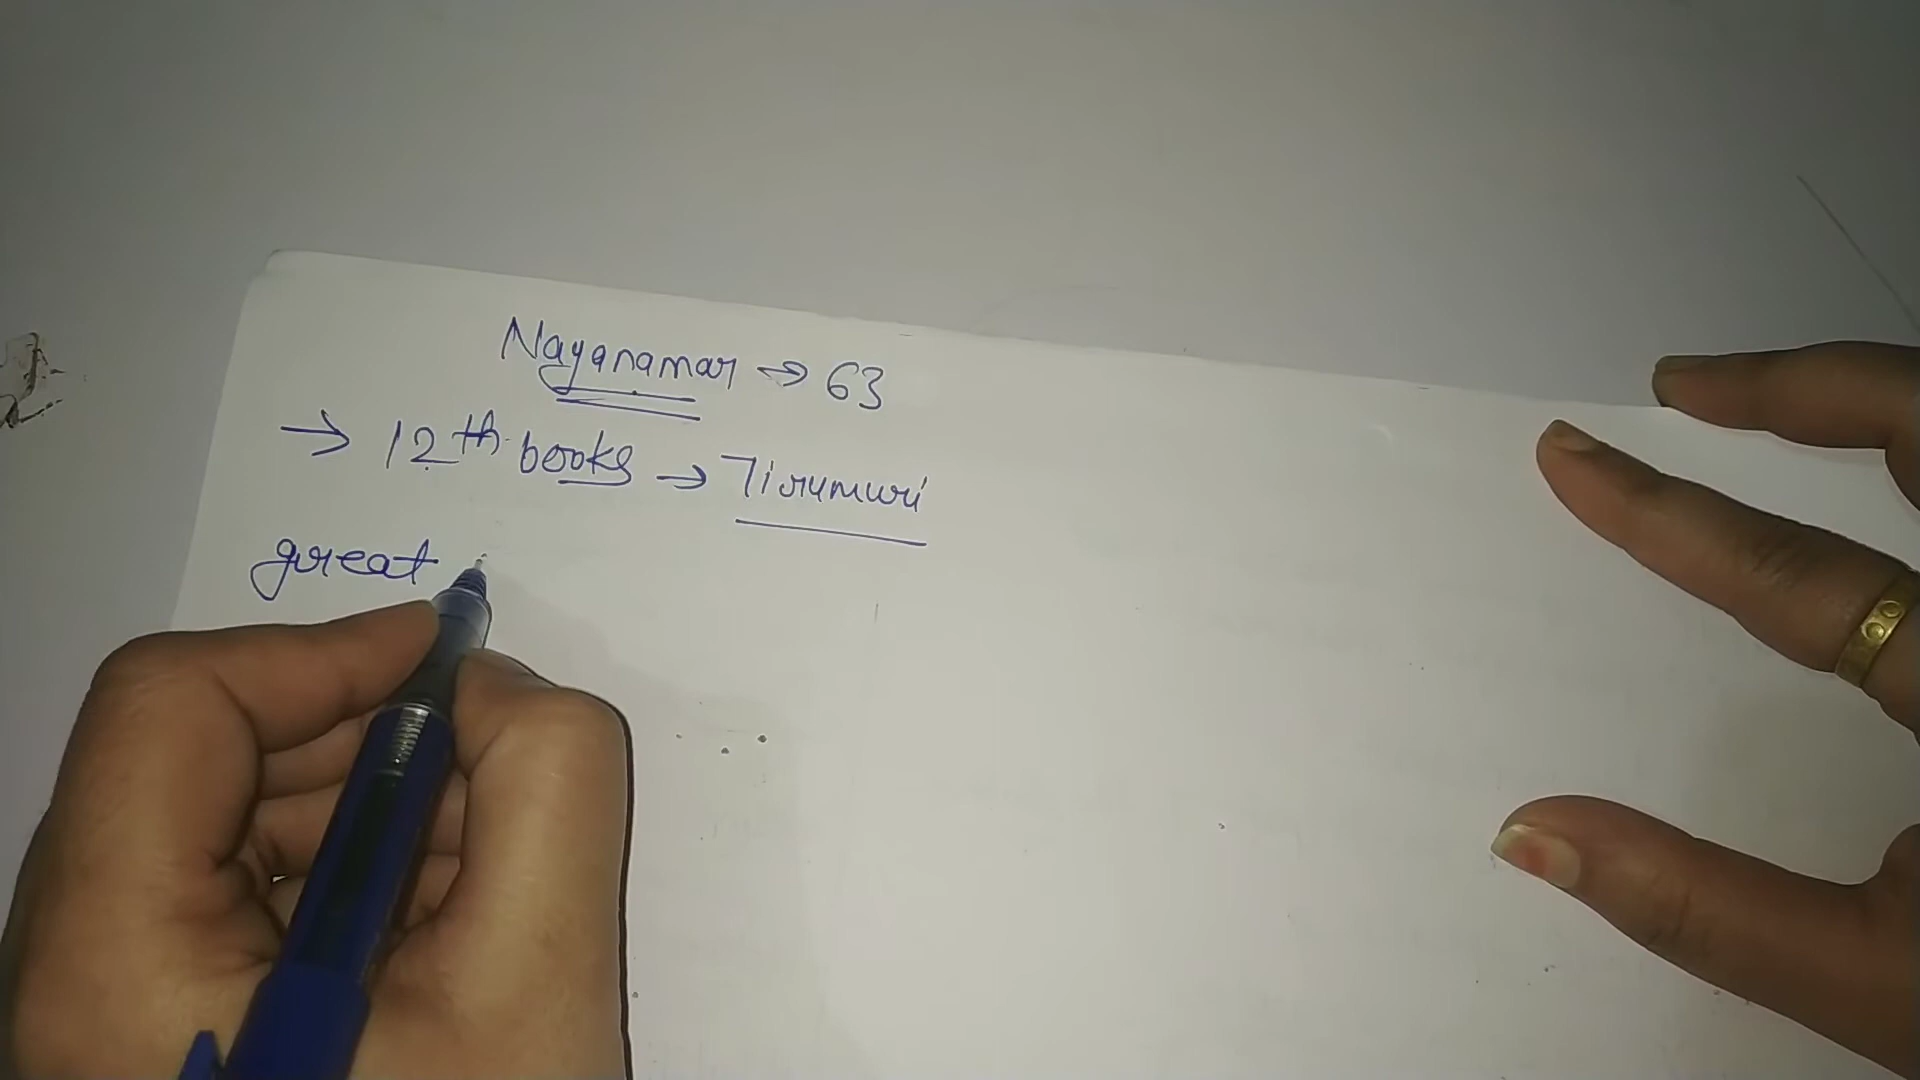 Nayanamar → 63
→ 12th books → Tirumuri
great